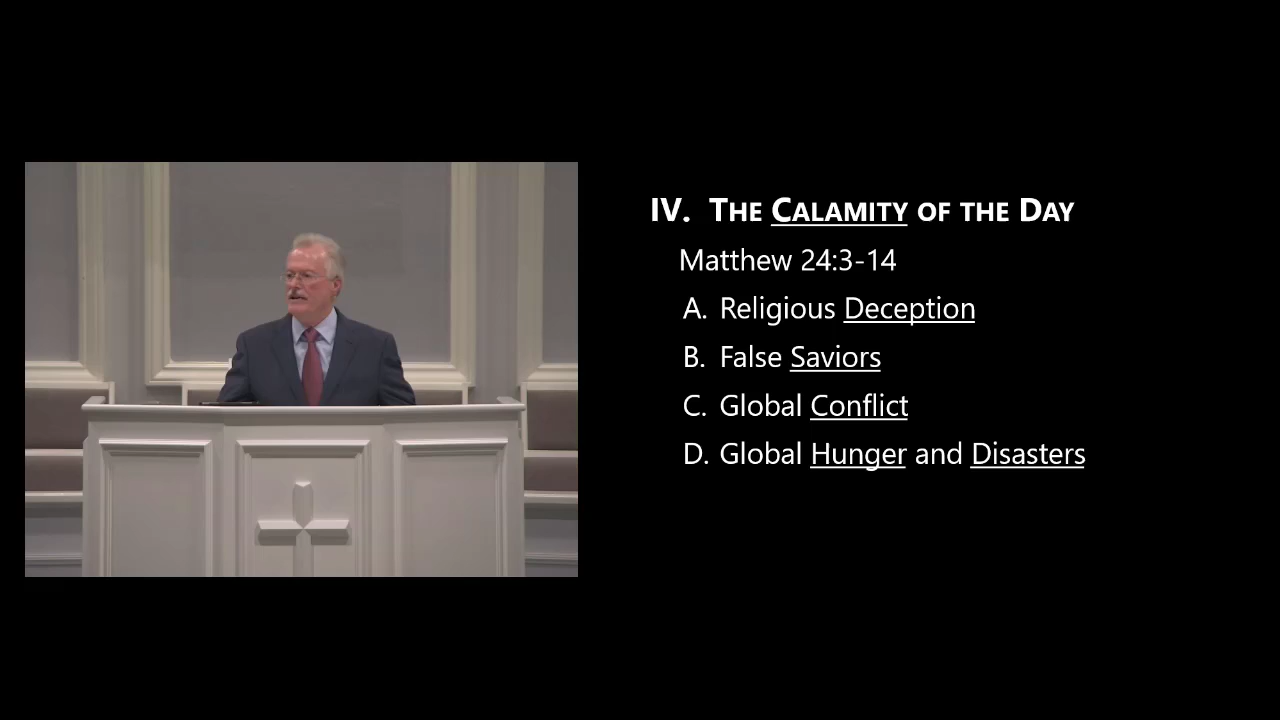 IV. THE CALAMITY OF THE DAY
Matthew 24:3-14
A. Religious Deception
B. False Saviors
C. Global Conflict
D. Global Hunger and Disasters